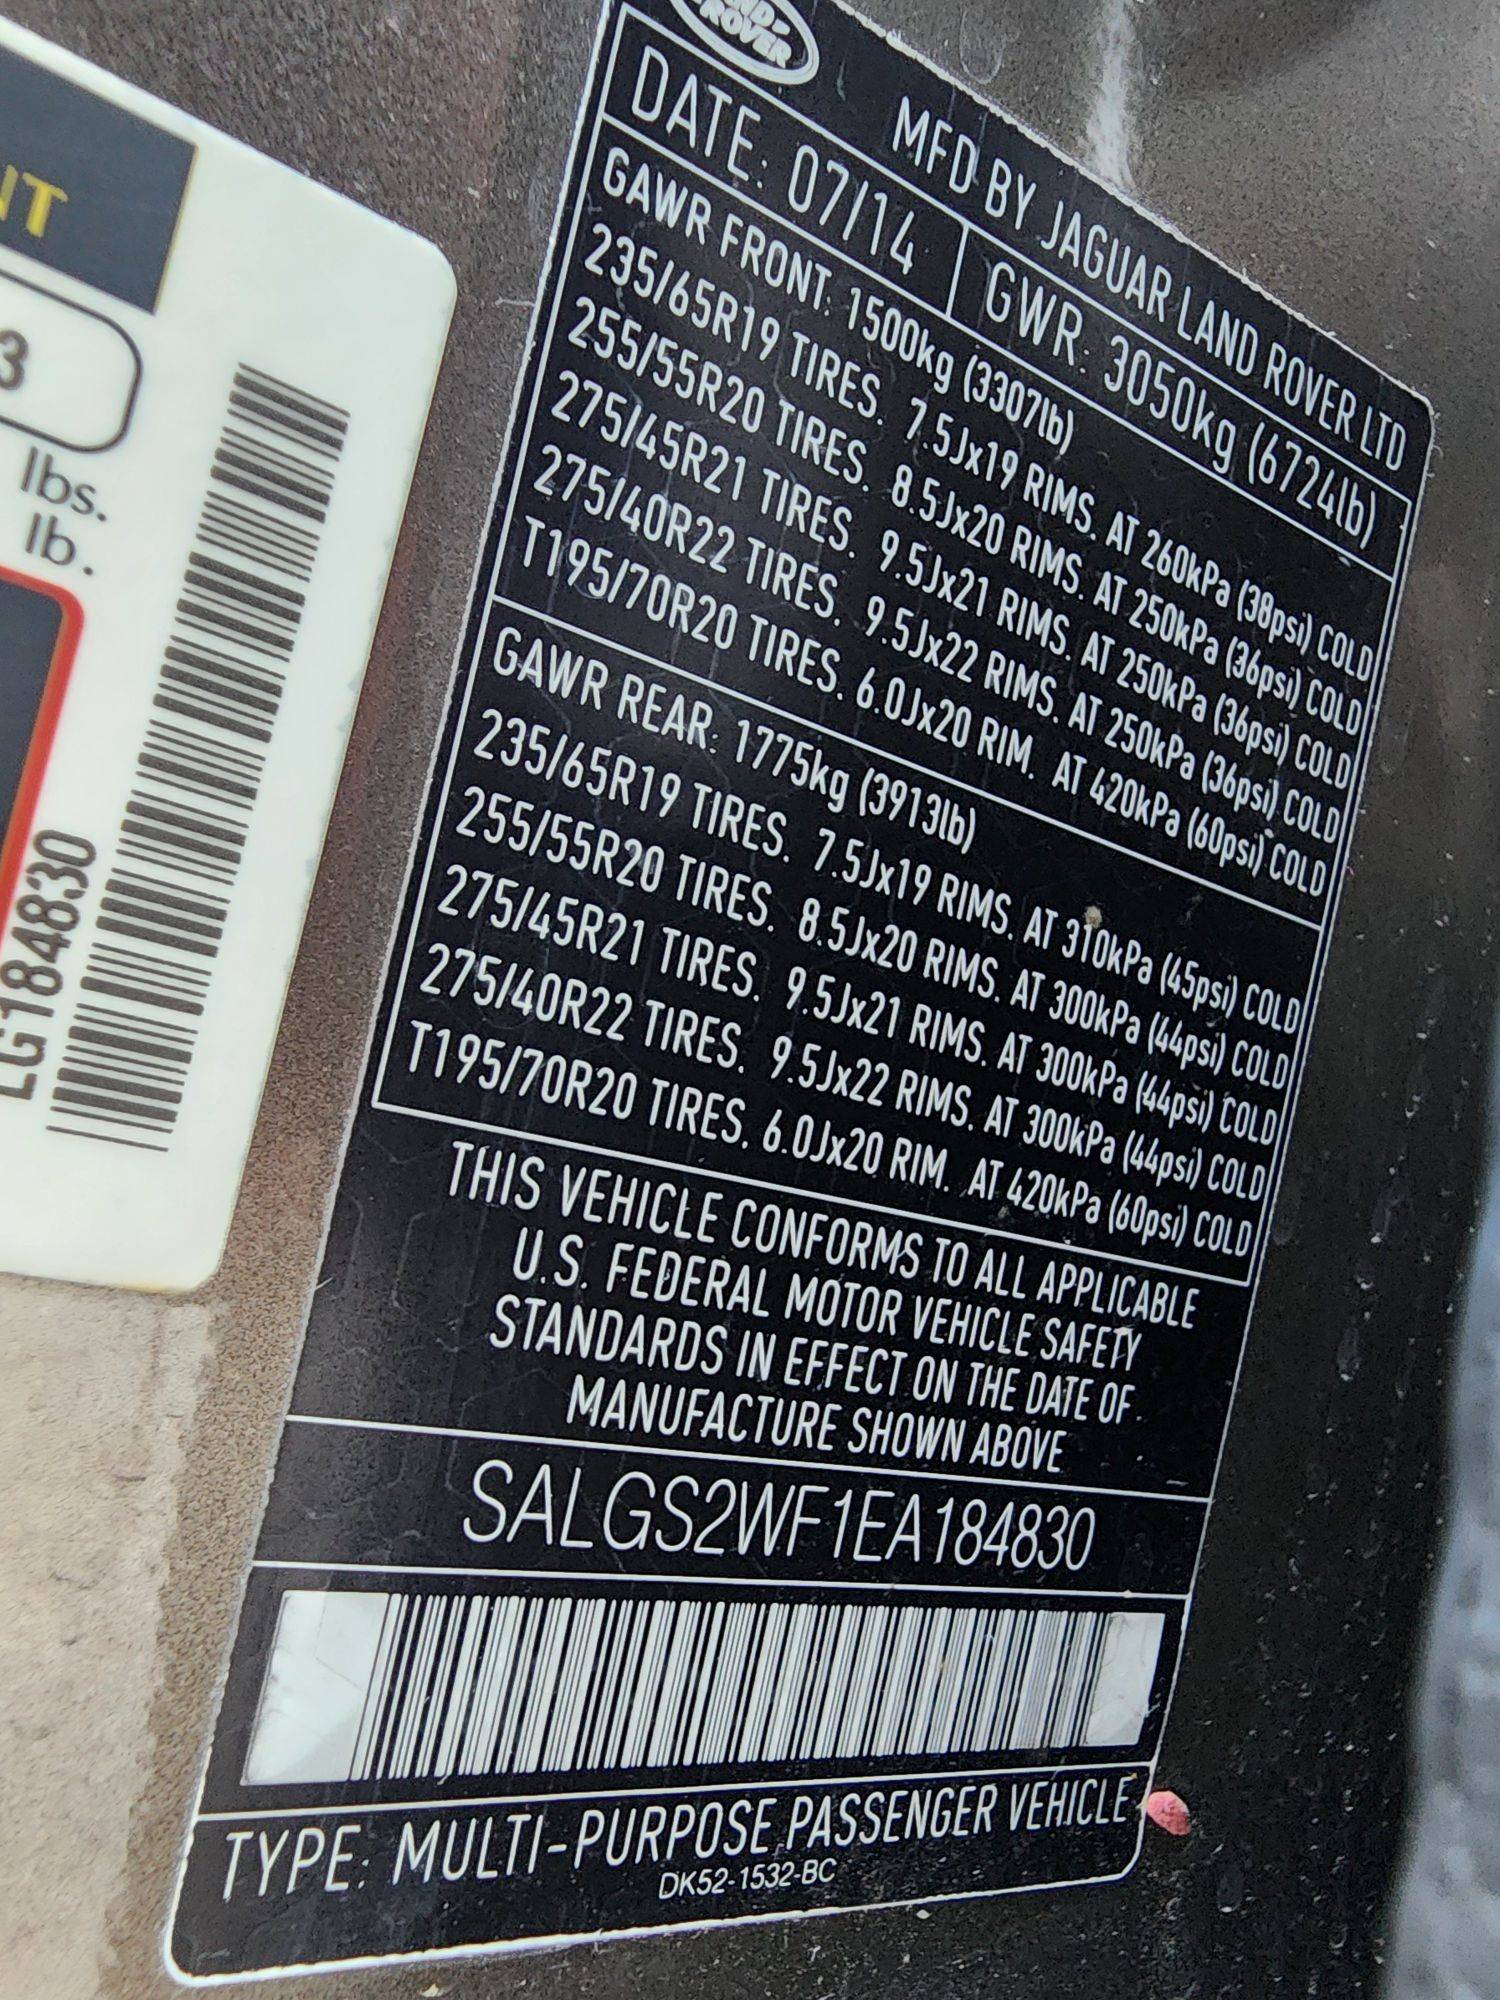 NT
3
lbs.
lb.
LG184830
LAND-
ROVER
MFD BY JAGUAR LAND ROVER LTD
DATE: 07/14
GWR: 3050kg (6724lb)
GAWR FRONT: 1500kg (3307lb)
235/65R19 TIRES. 7.5Jx19 RIMS. AT 260kPa (38psi) COLD
255/55R20 TIRES. 8.5Jx20 RIMS. AT 250kPa (36psi) COLD
275/45R21 TIRES. 9.5Jx21 RIMS. AT 250kPa (36psi) COLD
275/40R22 TIRES. 9.5Jx22 RIMS. AT 250kPa (36psi) COLD
T195/70R20 TIRES. 6.0Jx20 RIM. AT 420kPa (60psi) COLD
GAWR REAR: 1775kg (3913lb)
235/65R19 TIRES. 7.5Jx19 RIMS. AT 310kPa (45psi) COLD
255/55R20 TIRES. 8.5Jx20 RIMS. AT 300kPa (44psi) COLD
275/45R21 TIRES. 9.5Jx21 RIMS. AT 300kPa (44psi) COLD
275/40R22 TIRES. 9.5Jx22 RIMS. AT 300kPa (44psi) COLD
T195/70R20 TIRES. 6.0Jx20 RIM. AT 420kPa (60psi) COLD
THIS VEHICLE CONFORMS TO ALL APPLICABLE
U.S. FEDERAL MOTOR VEHICLE SAFETY
STANDARDS IN EFFECT ON THE DATE OF
MANUFACTURE SHOWN ABOVE
SALGS2WF1EA184830
TYPE: MULTI-PURPOSE PASSENGER VEHICLE
DK52-1532-BC